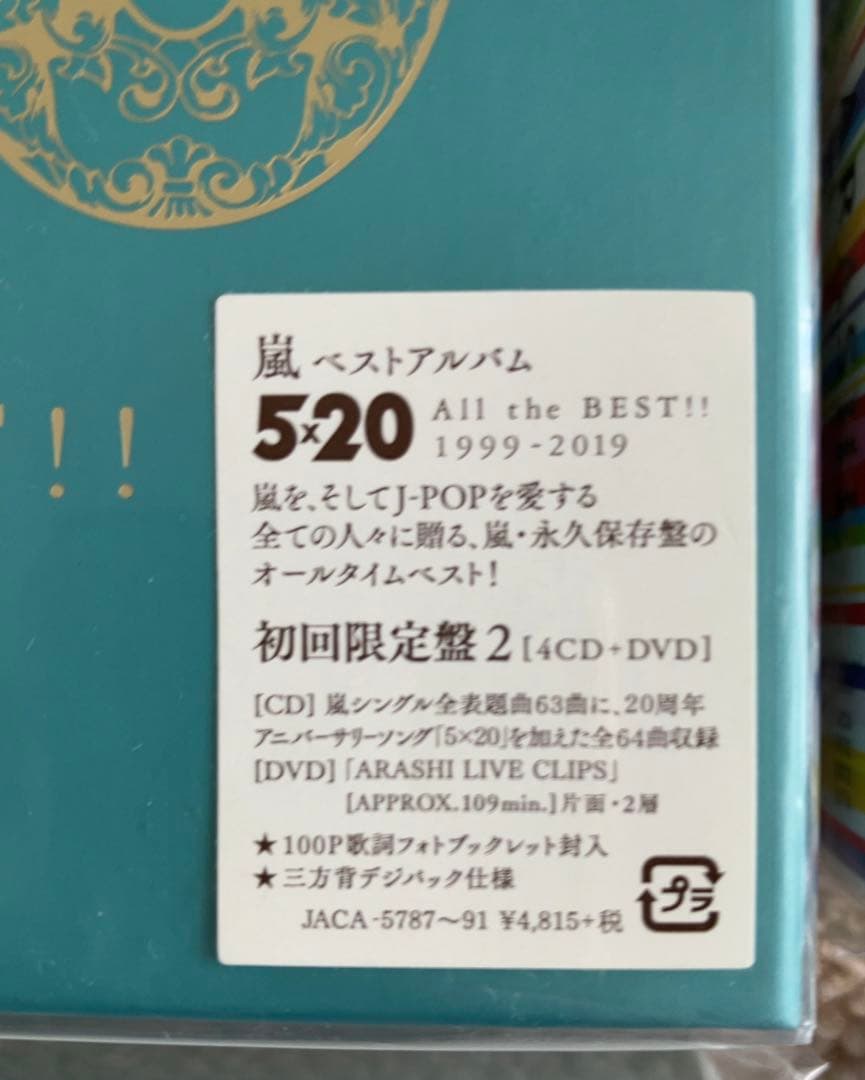 !!
嵐 ベストアルバム
5×20 All the BEST!!
1999-2019
嵐を、そしてJ-POPを愛する
全ての人々に贈る、嵐・永久保存盤の
オールタイムベスト!
初回限定盤2 [4CD+DVD]
[CD] 嵐シングル全表題曲63曲に、20周年
アニバーサリーソング「5×20」を加えた全64曲収録
[DVD]「ARASHI LIVE CLIPS」
[APPROX.109min.]片面・2層
★100P歌詞フォトブックレット封入
★三方背デジパック仕様
JACA-5787〜91 ¥4,815+税
プラ